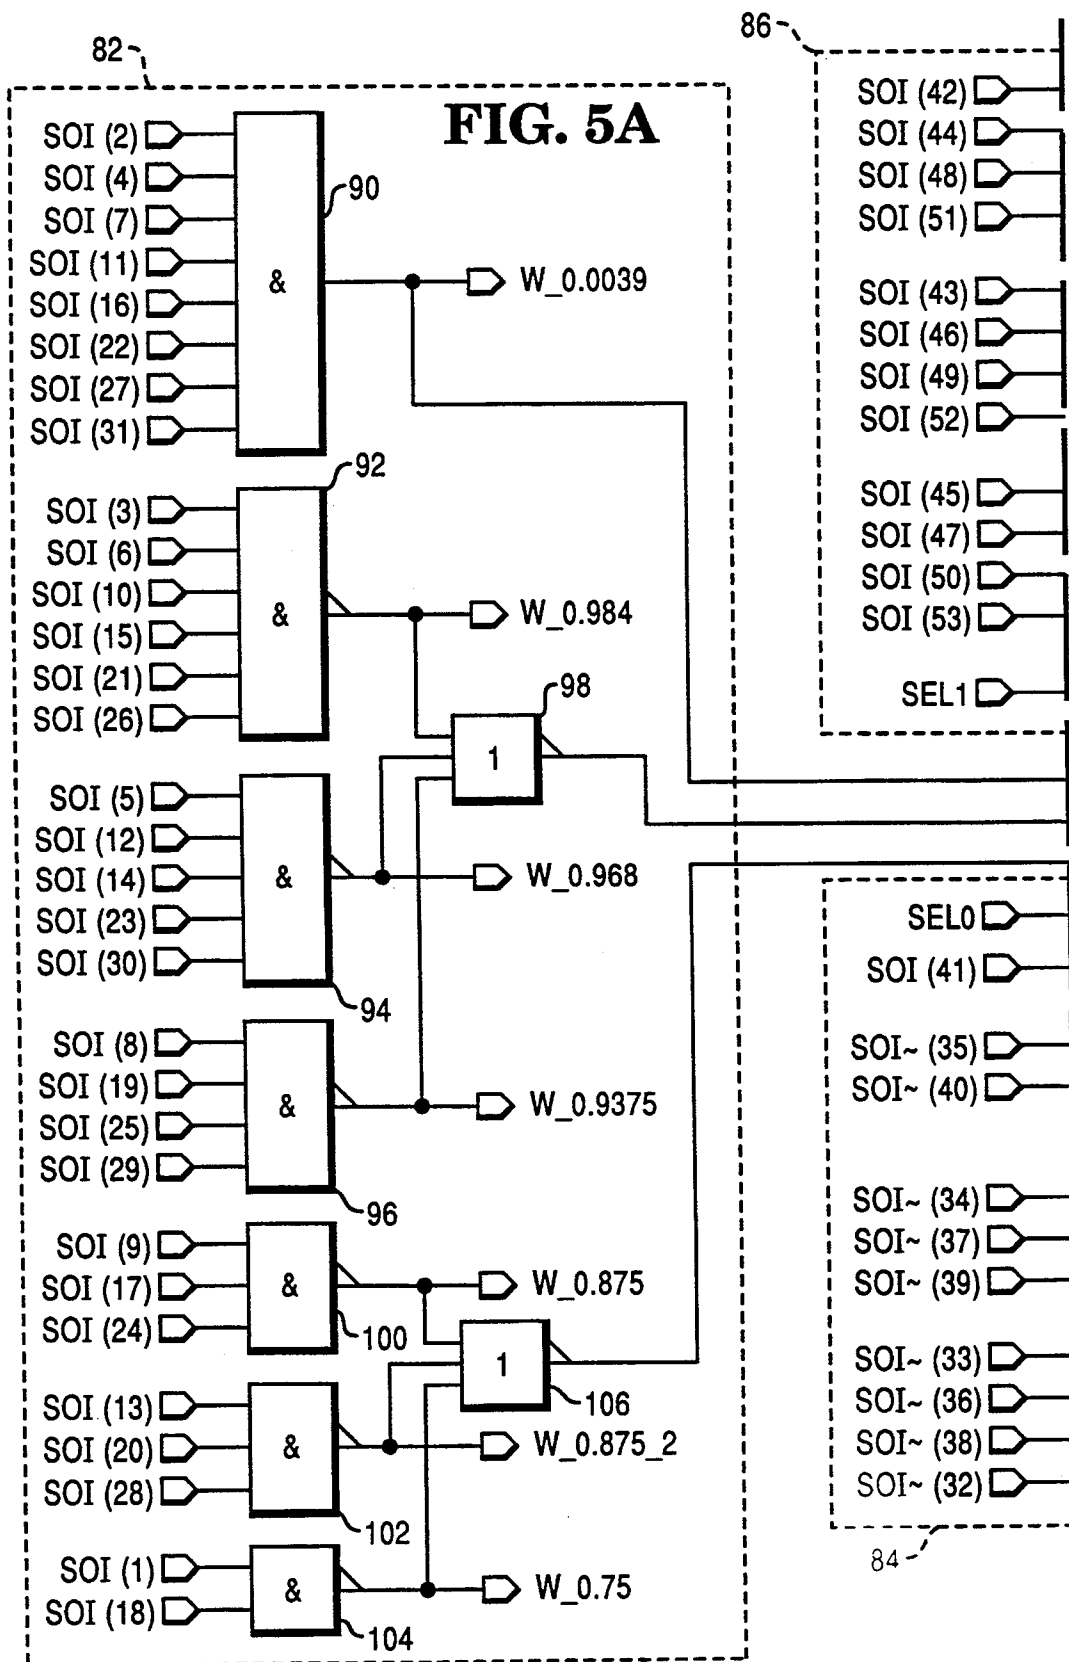 82
FIG. 5A
SOI (2)
SOI (4)
SOI (7)
SOI (11)
SOI (16)
SOI (22)
SOI (27)
SOI (31)
&
90
W_0.0039
92
SOI (3)
SOI (6)
SOI (10)
SOI (15)
SOI (21)
SOI (26)
&
W_0.984
98
1
SOI (5)
SOI (12)
SOI (14)
SOI (23)
SOI (30)
&
W_0.968
94
SOI (8)
SOI (19)
SOI (25)
SOI (29)
&
W_0.9375
96
SOI (9)
SOI (17)
SOI (24)
&
W_0.875
100
1
106
SOI (13)
SOI (20)
SOI (28)
&
W_0.875_2
102
SOI (1)
SOI (18)
&
W_0.75
104
86
SOI (42)
SOI (44)
SOI (48)
SOI (51)
SOI (43)
SOI (46)
SOI (49)
SOI (52)
SOI (45)
SOI (47)
SOI (50)
SOI (53)
SEL1
SEL0
SOI (41)
SOI~ (35)
SOI~ (40)
SOI~ (34)
SOI~ (37)
SOI~ (39)
SOI~ (33)
SOI~ (36)
SOI~ (38)
SOI~ (32)
84